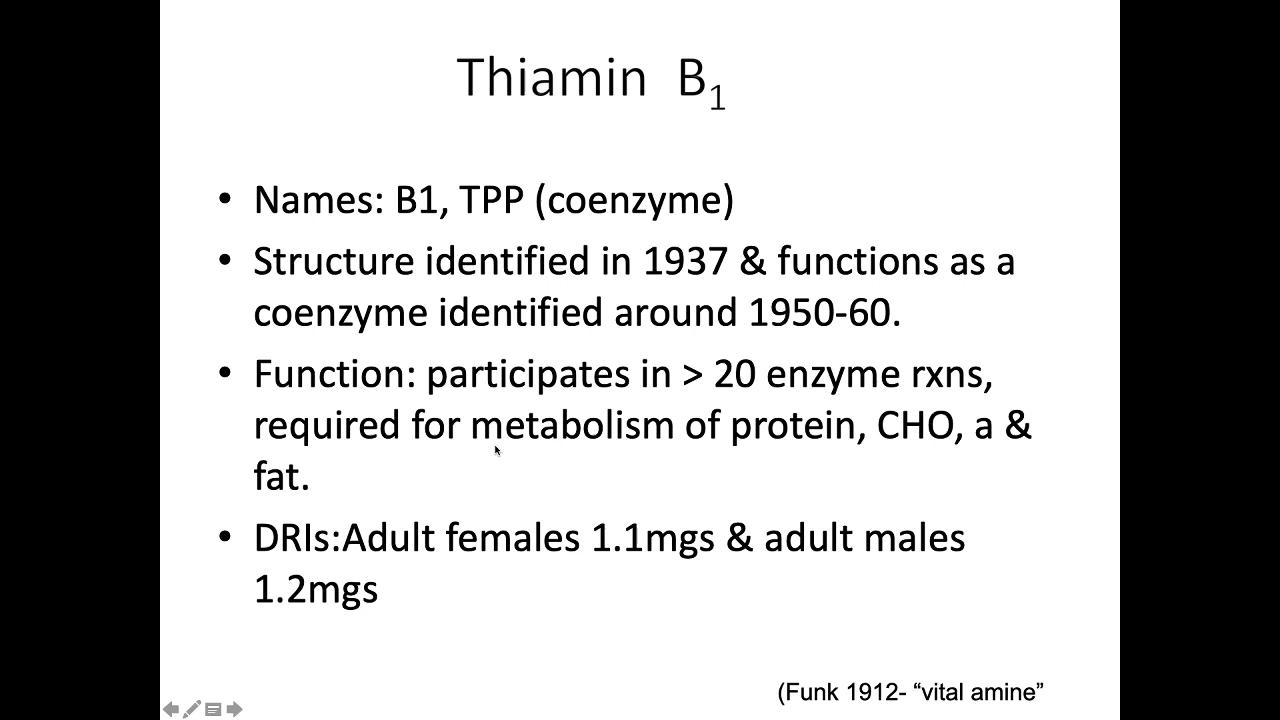 Thiamin B1
• Names: B1, TPP (coenzyme)
• Structure identified in 1937 & functions as a
coenzyme identified around 1950-60.
• Function: participates in > 20 enzyme rxns,
required for metabolism of protein, CHO, a &
fat.
• DRIs:Adult females 1.1mgs & adult males
1.2mgs
(Funk 1912- “vital amine”